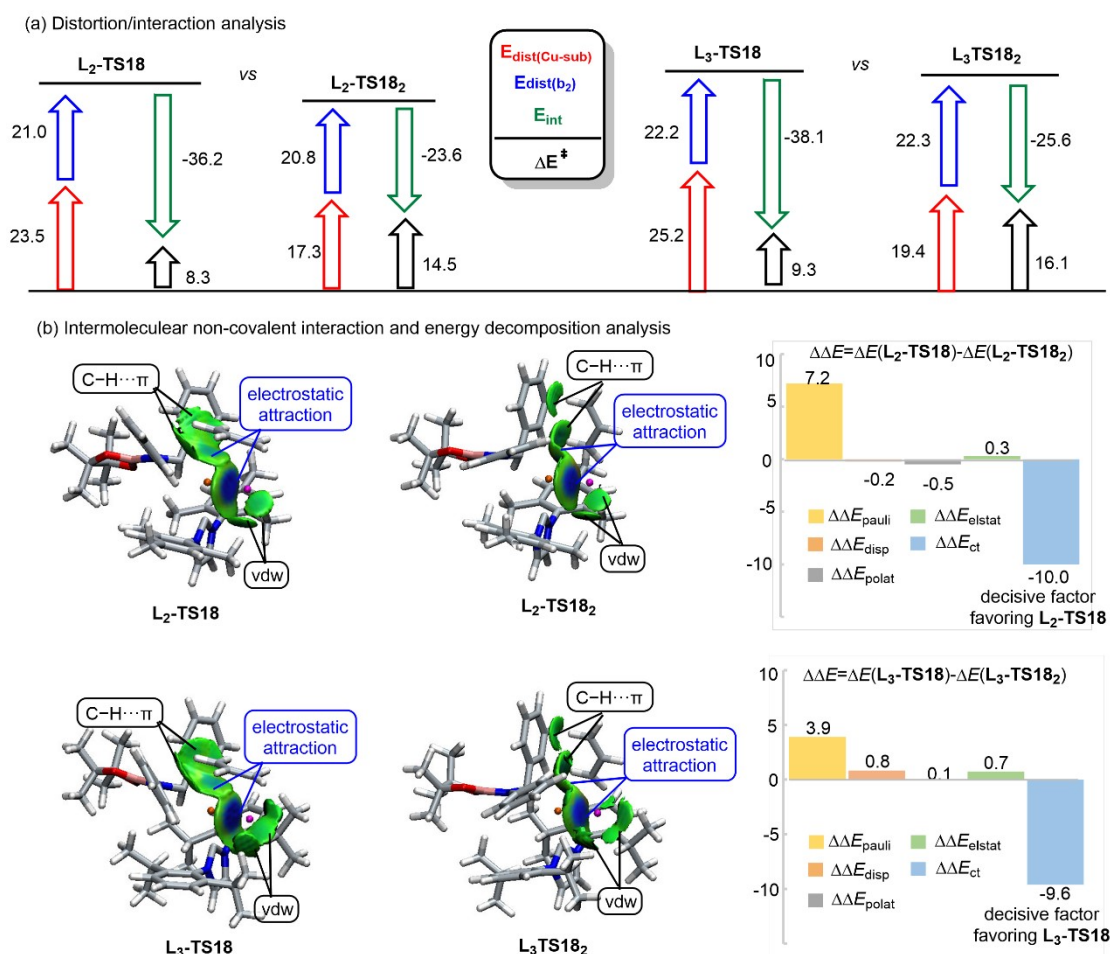 (a) Distortion/interaction analysis
L2-TS18
vs
L2-TS182
Edist(Cu-sub)
Edist(b2)
Eint
ΔE‡
L3-TS18
vs
L3TS182
21.0
-36.2
23.5
8.3
20.8
-23.6
17.3
14.5
22.2
-38.1
25.2
9.3
22.3
-25.6
19.4
16.1
(b) Intermoleculear non-covalent interaction and energy decomposition analysis
C−H···π
electrostatic
attraction
vdw
L2-TS18
C−H···π
electrostatic
attraction
vdw
L2-TS182
ΔΔE=ΔE(L2-TS18)-ΔE(L2-TS182)
10
5
0
-5
-10
7.2
-0.2
-0.5
0.3
-10.0
ΔΔEpauli
ΔΔEelstat
ΔΔEdisp
ΔΔEct
ΔΔEpolat
decisive factor
favoring L2-TS18
C−H···π
electrostatic
attraction
vdw
L3-TS18
C−H···π
electrostatic
attraction
vdw
L3TS182
ΔΔE=ΔE(L3-TS18)-ΔE(L3-TS182)
10
5
0
-5
-10
3.9
0.8
0.1
0.7
-9.6
ΔΔEpauli
ΔΔEelstat
ΔΔEdisp
ΔΔEct
ΔΔEpolat
decisive factor
favoring L3-TS18